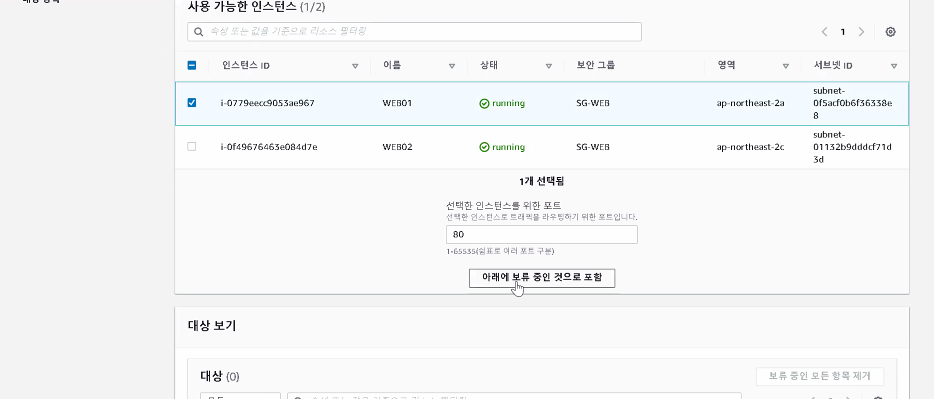 대상 등록
사용 가능한 인스턴스 (1/2)
속성 또는 값을 기준으로 리소스 필터링
1
인스턴스 ID 이름 상태 보안 그룹 영역 서브넷 ID
i-0779eecc9053ae967 WEB01 running SG-WEB ap-northeast-2a subnet-0f5acf0b6f36338e8
i-0f49676463e084d7e WEB02 running SG-WEB ap-northeast-2c subnet-01132b9dddcf71d3d
1개 선택됨
선택한 인스턴스를 위한 포트
선택한 인스턴스로 트래픽을 라우팅하기 위한 포트입니다.
80
1-65535(쉼표로 여러 포트 구분)
아래에 보류 중인 것으로 포함
대상 보기
대상 (0)
보류 중인 모든 항목 제거